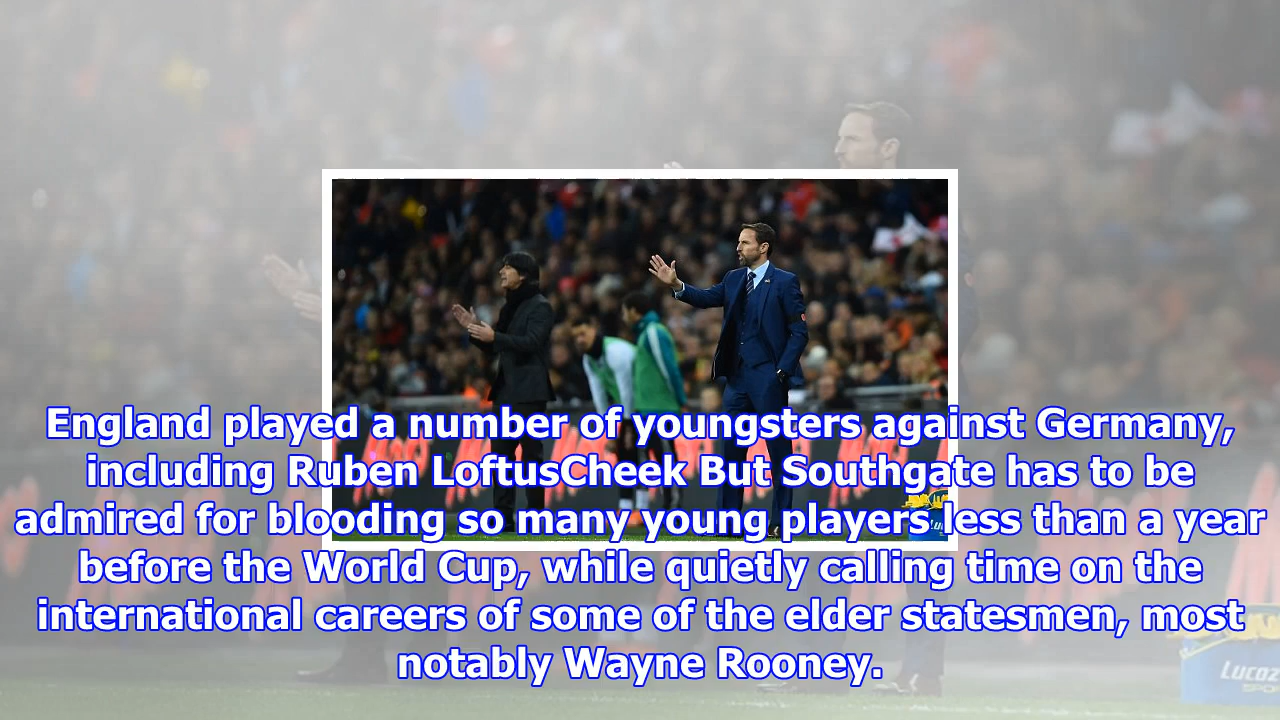 England played a number of youngsters against Germany,
including Ruben LoftusCheek But Southgate has to be
admired for blooding so many young players less than a year
before the World Cup, while quietly calling time on the
international careers of some of the elder statesmen, most
notably Wayne Rooney.